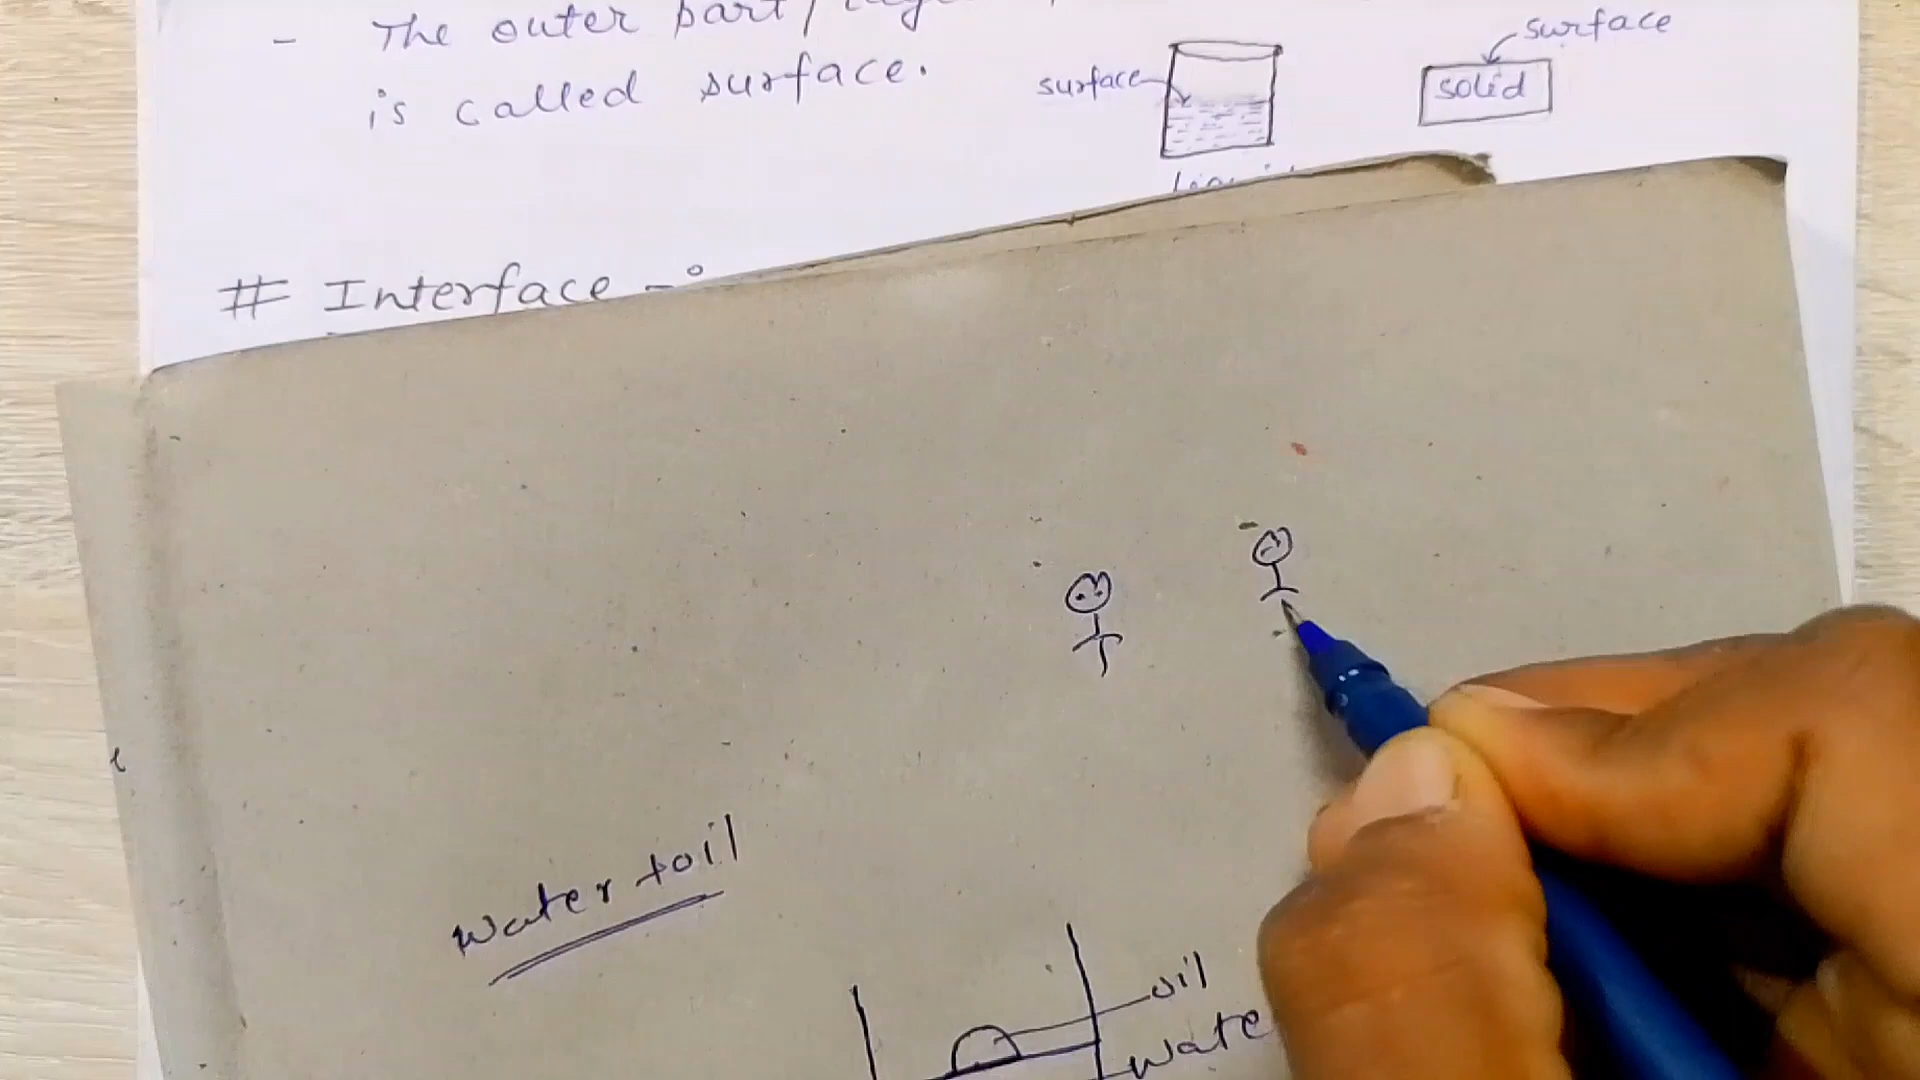 - The outer part/
is called surface.
surface
surface
solid
# Interface -:
Water + oil
oil
wate